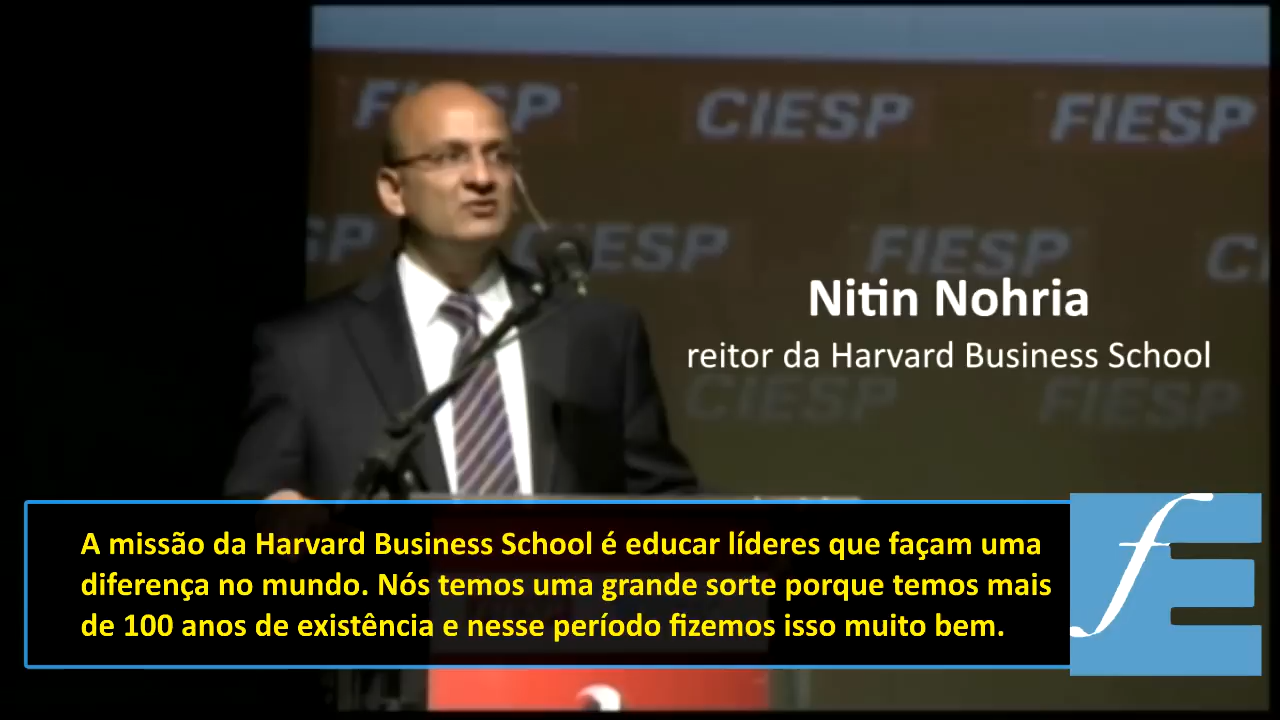 FIESP CIESP FIESP
SP CIESP FIESP C
Nitin Nohria
reitor da Harvard Business School
CIESP FIESP
A missão da Harvard Business School é educar líderes que façam uma
diferença no mundo. Nós temos uma grande sorte porque temos mais
de 100 anos de existência e nesse período fizemos isso muito bem.
fE